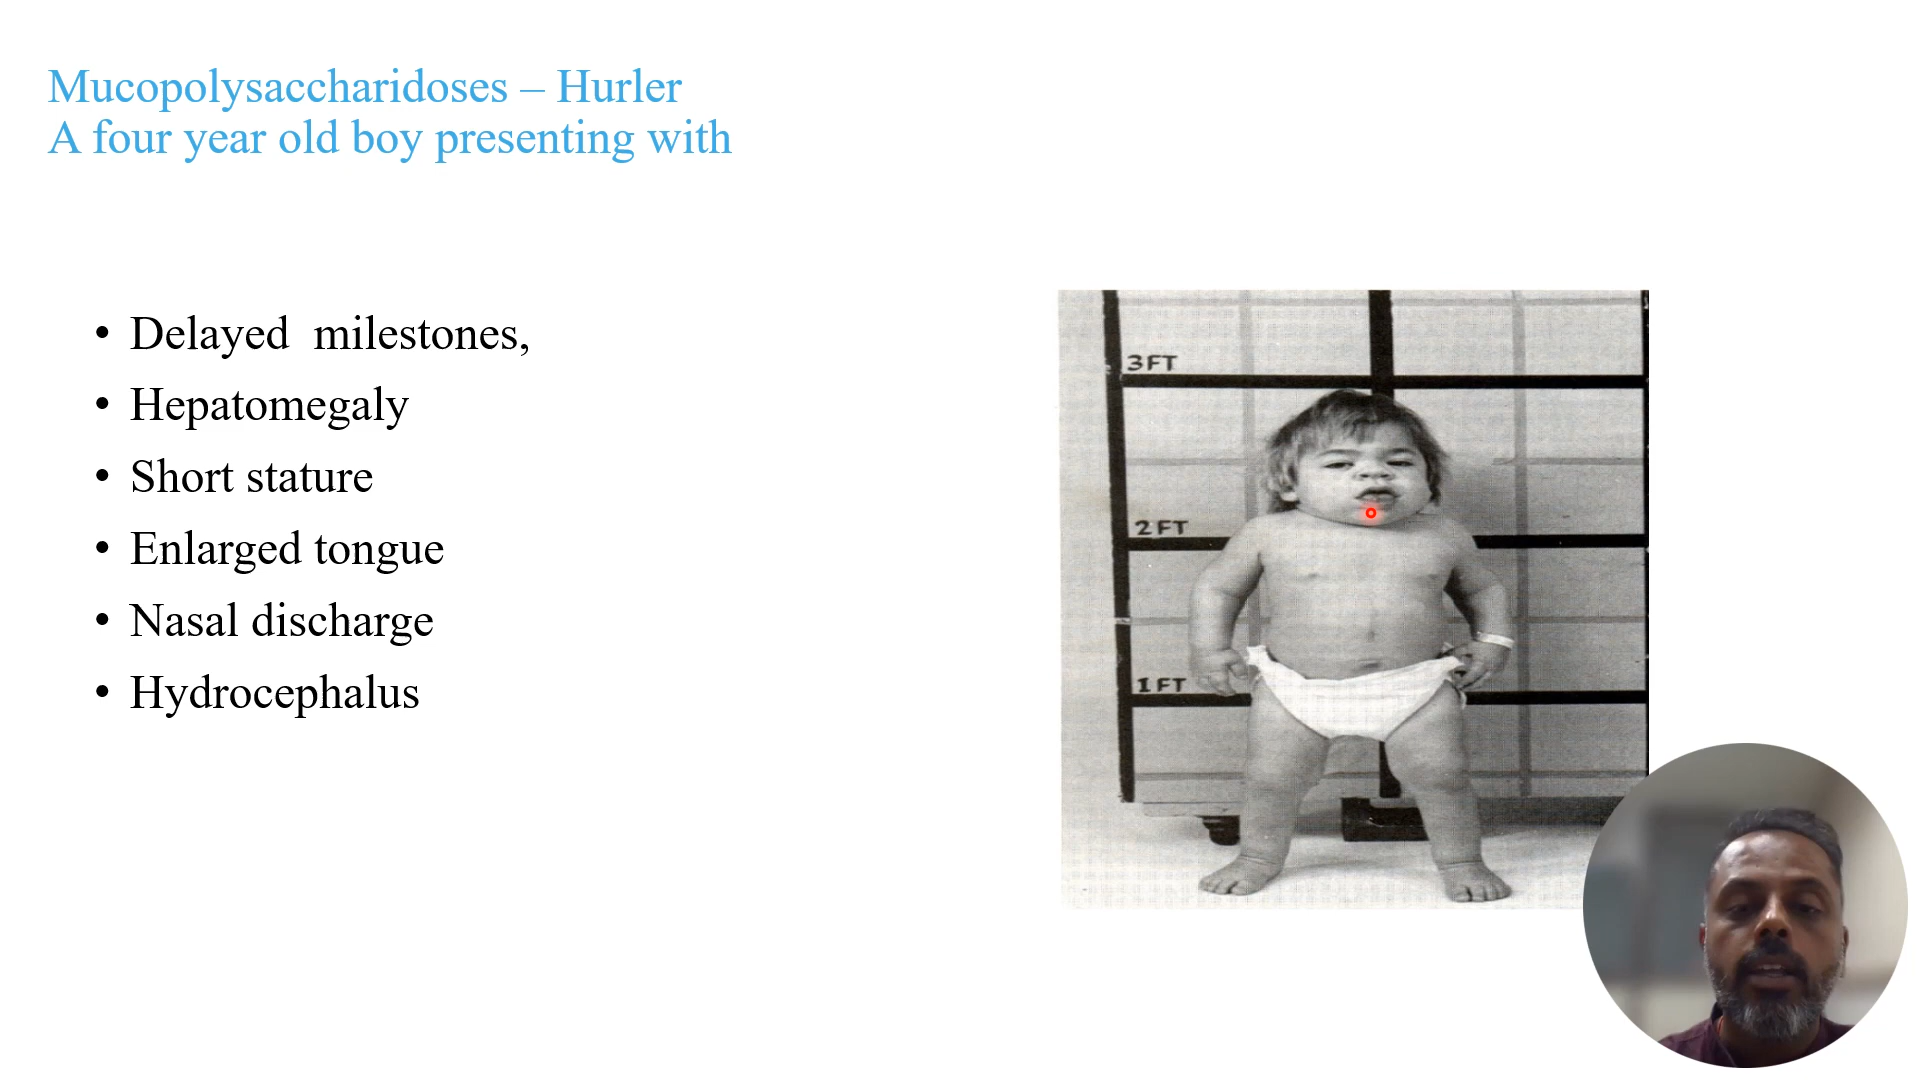 Mucopolysaccharidoses – Hurler
A four year old boy presenting with
• Delayed  milestones,
• Hepatomegaly
• Short stature
• Enlarged tongue
• Nasal discharge
• Hydrocephalus
3FT
2FT
1FT